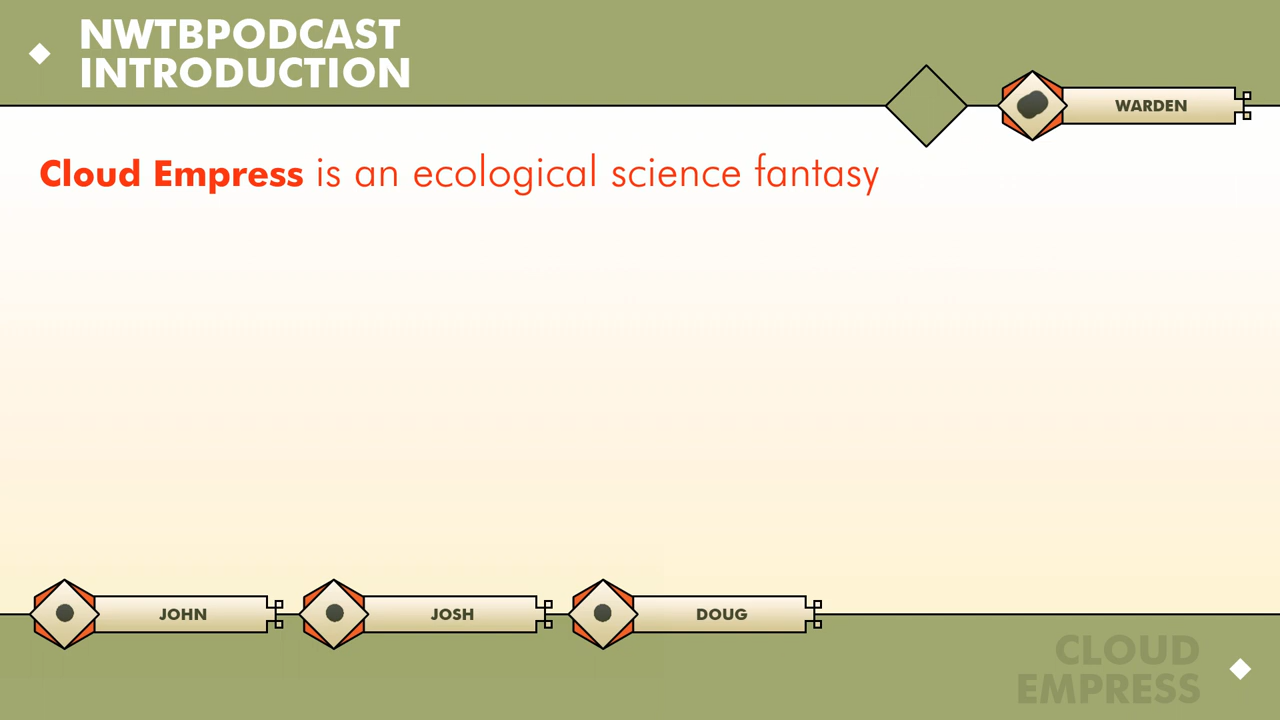 NWTBPODCAST
INTRODUCTION
WARDEN
Cloud Empress is an ecological science fantasy
JOHN
JOSH
DOUG
CLOUD
EMPRESS